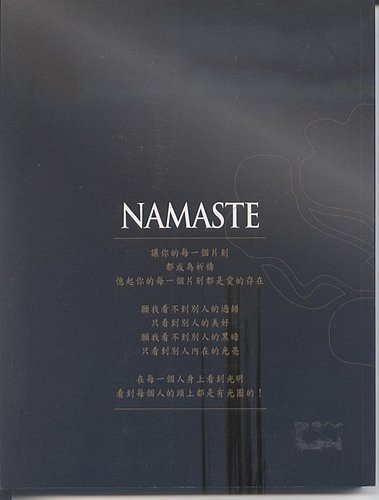 NAMASTE
讓你的每一個片刻
都成為祈禱
憶起你的每一個片刻都是愛的存在
願我看不到別人的過錯
只看到別人的美好
願我看不到別人的黑暗
只看到別人內在的光亮
在每一個人身上看到光明
看到每個人的頭上都是有光圈的!